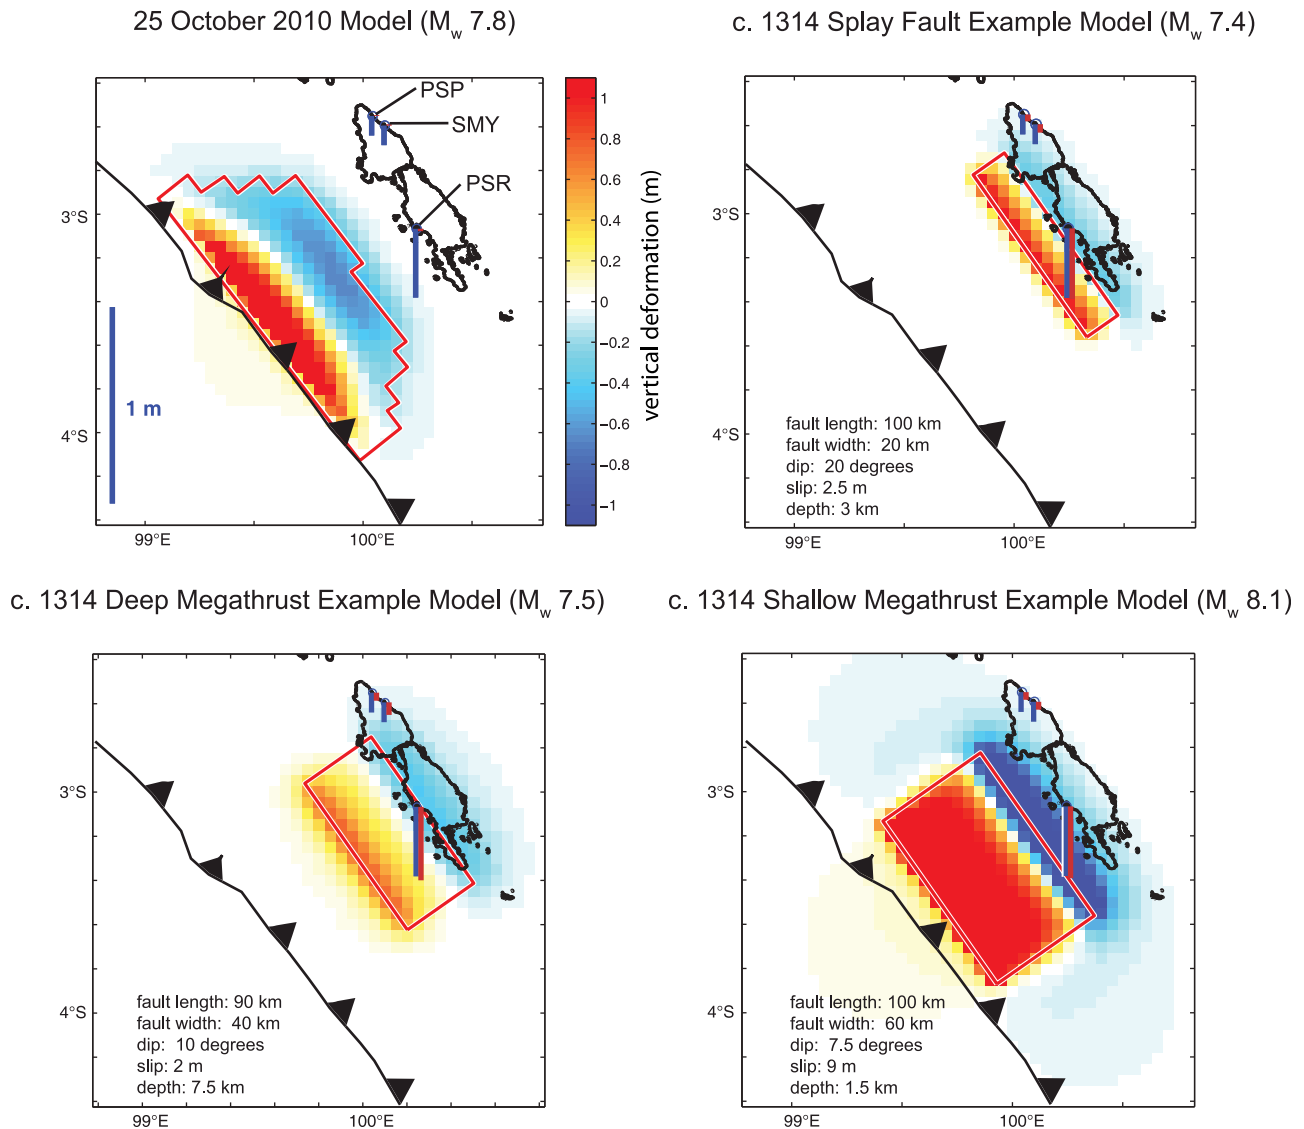 25 October 2010 Model (Mw 7.8)
c. 1314 Splay Fault Example Model (Mw 7.4)
PSP
SMY
PSR
3°S
4°S
1 m
99°E
100°E
1
0.8
0.6
0.4
0.2
0
−0.2
−0.4
−0.6
−0.8
−1
vertical deformation (m)
3°S
4°S
fault length: 100 km
fault width: 20 km
dip: 20 degrees
slip: 2.5 m
depth: 3 km
99°E
100°E
c. 1314 Deep Megathrust Example Model (Mw 7.5)
c. 1314 Shallow Megathrust Example Model (Mw 8.1)
3°S
4°S
fault length: 90 km
fault width: 40 km
dip: 10 degrees
slip: 2 m
depth: 7.5 km
99°E
100°E
3°S
4°S
fault length: 100 km
fault width: 60 km
dip: 7.5 degrees
slip: 9 m
depth: 1.5 km
99°E
100°E